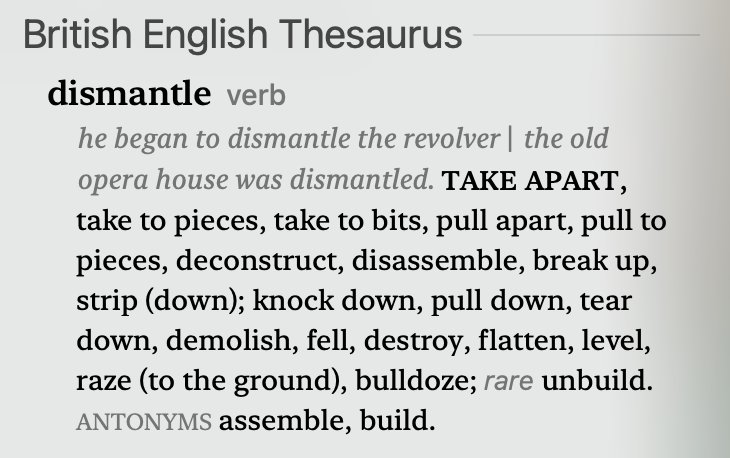 British English Thesaurus
dismantle verb
he began to dismantle the revolver | the old
opera house was dismantled. TAKE APART,
take to pieces, take to bits, pull apart, pull to
pieces, deconstruct, disassemble, break up,
strip (down); knock down, pull down, tear
down, demolish, fell, destroy, flatten, level,
raze (to the ground), bulldoze; rare unbuild.
ANTONYMS assemble, build.